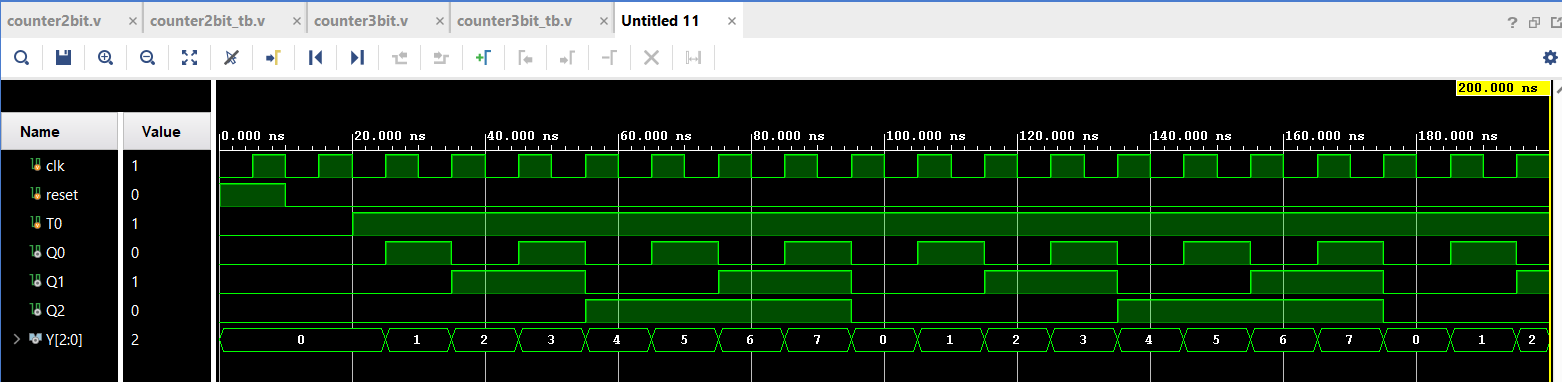 counter2bit.v × counter2bit_tb.v × counter3bit.v × counter3bit_tb.v × Untitled 11 ×
?
200.000 ns
Name Value
0.000 ns 20.000 ns 40.000 ns 60.000 ns 80.000 ns 100.000 ns 120.000 ns 140.000 ns 160.000 ns 180.000 ns
clk 1
reset 0
T0 1
Q0 0
Q1 1
Q2 0
Y[2:0] 2 0 1 2 3 4 5 6 7 0 1 2 3 4 5 6 7 0 1 2